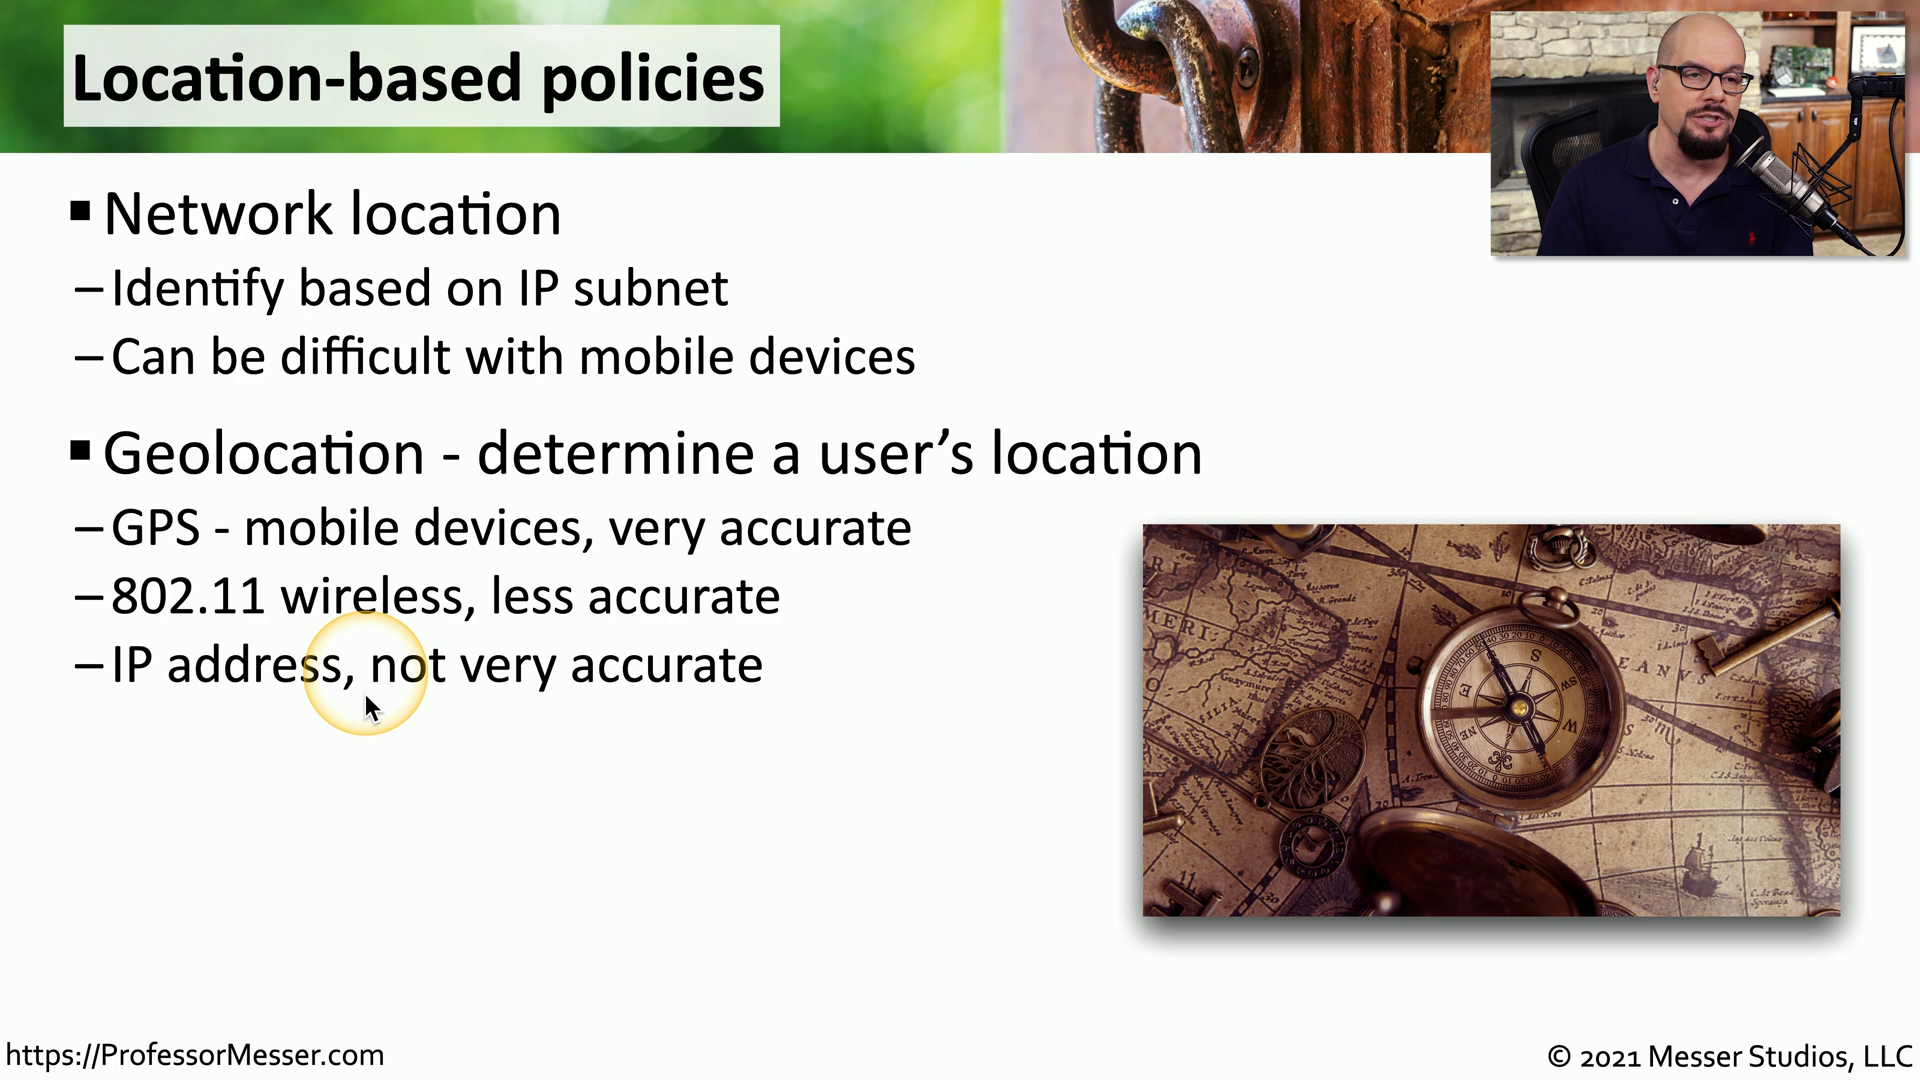 Location-based policies
▪ Network location
– Identify based on IP subnet
– Can be difficult with mobile devices
▪ Geolocation - determine a user’s location
– GPS - mobile devices, very accurate
– 802.11 wireless, less accurate
– IP address, not very accurate
https://ProfessorMesser.com
© 2021 Messer Studios, LLC